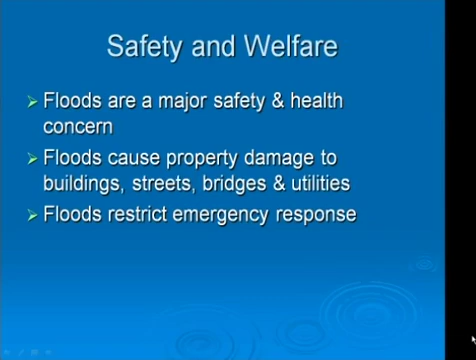 Safety and Welfare
Floods are a major safety & health
concern
Floods cause property damage to
buildings, streets, bridges & utilities
Floods restrict emergency response